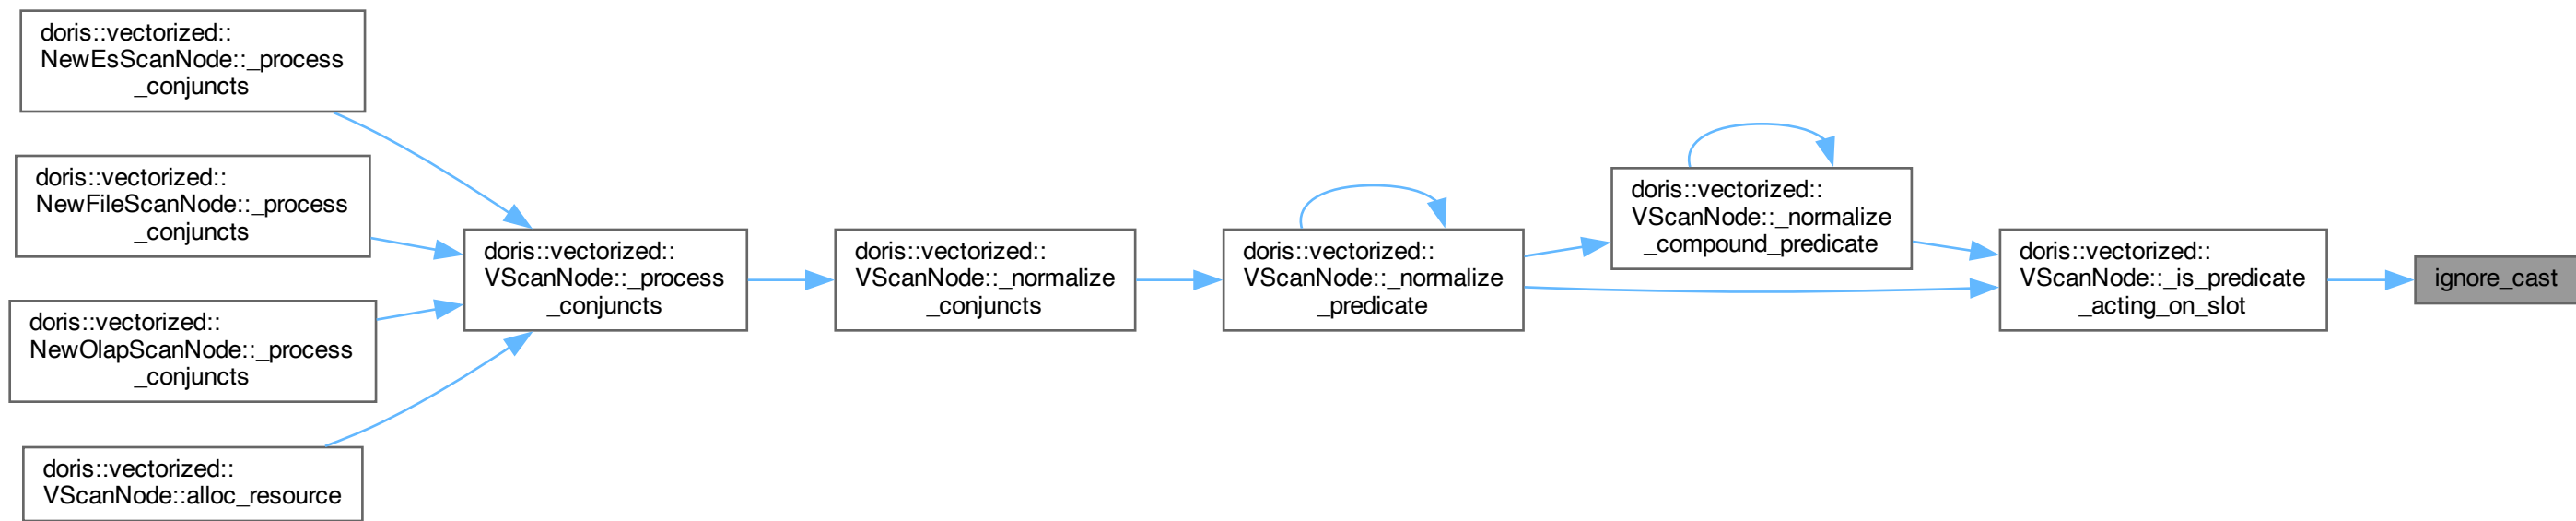 doris::vectorized::
NewEsScanNode::_process
_conjuncts
doris::vectorized::
NewFileScanNode::_process
_conjuncts
doris::vectorized::
NewOlapScanNode::_process
_conjuncts
doris::vectorized::
VScanNode::alloc_resource
doris::vectorized::
VScanNode::_process
_conjuncts
doris::vectorized::
VScanNode::_normalize
_conjuncts
doris::vectorized::
VScanNode::_normalize
_predicate
doris::vectorized::
VScanNode::_normalize
_compound_predicate
doris::vectorized::
VScanNode::_is_predicate
_acting_on_slot
ignore_cast